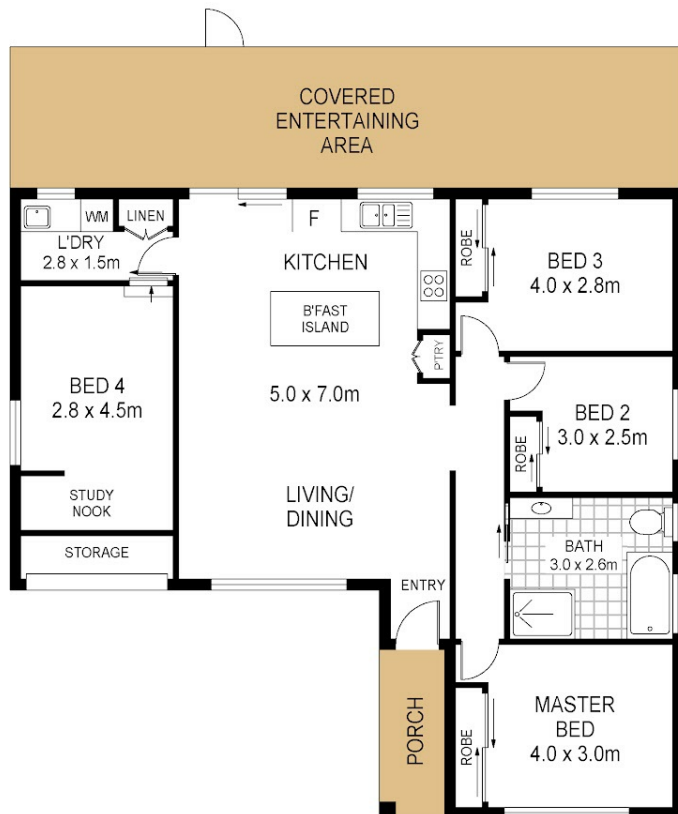 COVERED
ENTERTAINING
AREA
WM
LINEN
L'DRY
2.8 x 1.5m
F
KITCHEN
ROBE
BED 3
4.0 x 2.8m
B'FAST
ISLAND
P'TRY
BED 4
2.8 x 4.5m
5.0 x 7.0m
BED 2
3.0 x 2.5m
ROBE
STUDY
NOOK
LIVING/
DINING
STORAGE
BATH
3.0 x 2.6m
ENTRY
PORCH
MASTER
BED
4.0 x 3.0m
ROBE